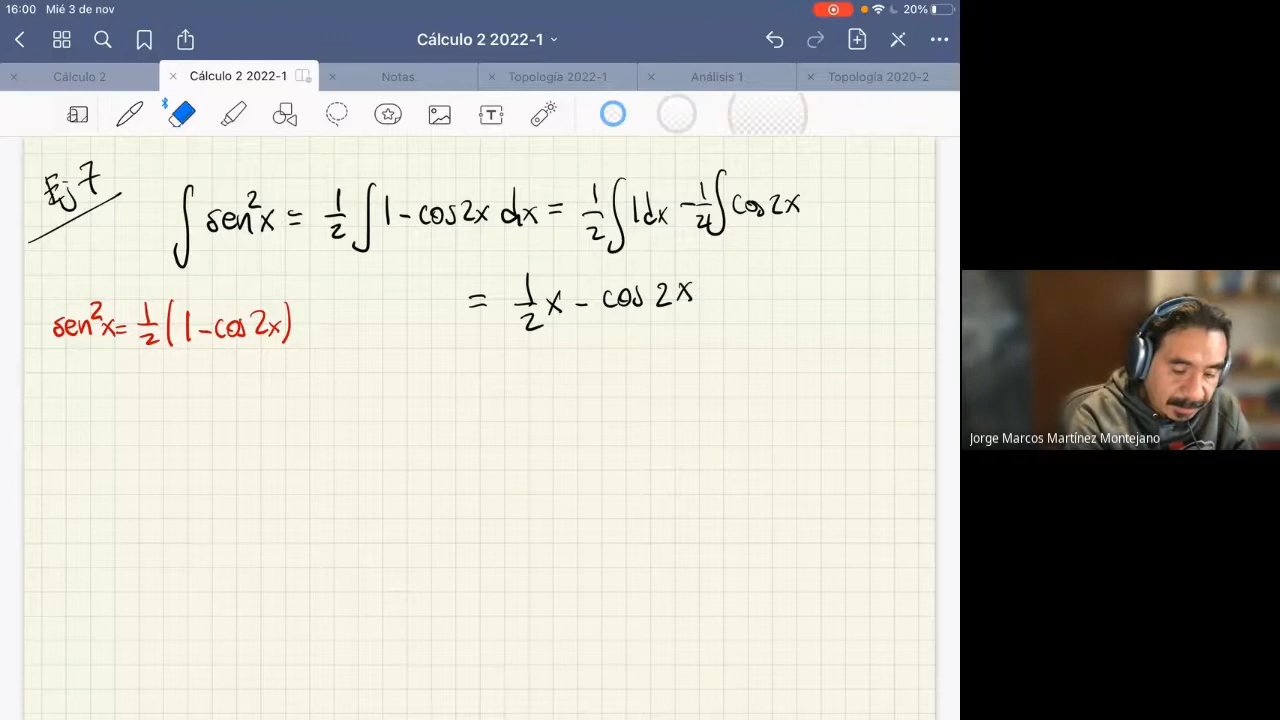 16:00 Mié 3 de nov 20%
Cálculo 2 2022-1
Cálculo 2 Cálculo 2 2022-1 Notas Topología 2022-1 Análisis 1 Topología 2020-2
Ej 7
∫ sen²x = 1/2 ∫ 1 - cos 2x dx = 1/2 ∫ 1dx - 1/4 ∫ cos 2x
= 1/2 x - cos 2x
sen²x = 1/2 (1 - cos 2x)
Jorge Marcos Martínez Montejano